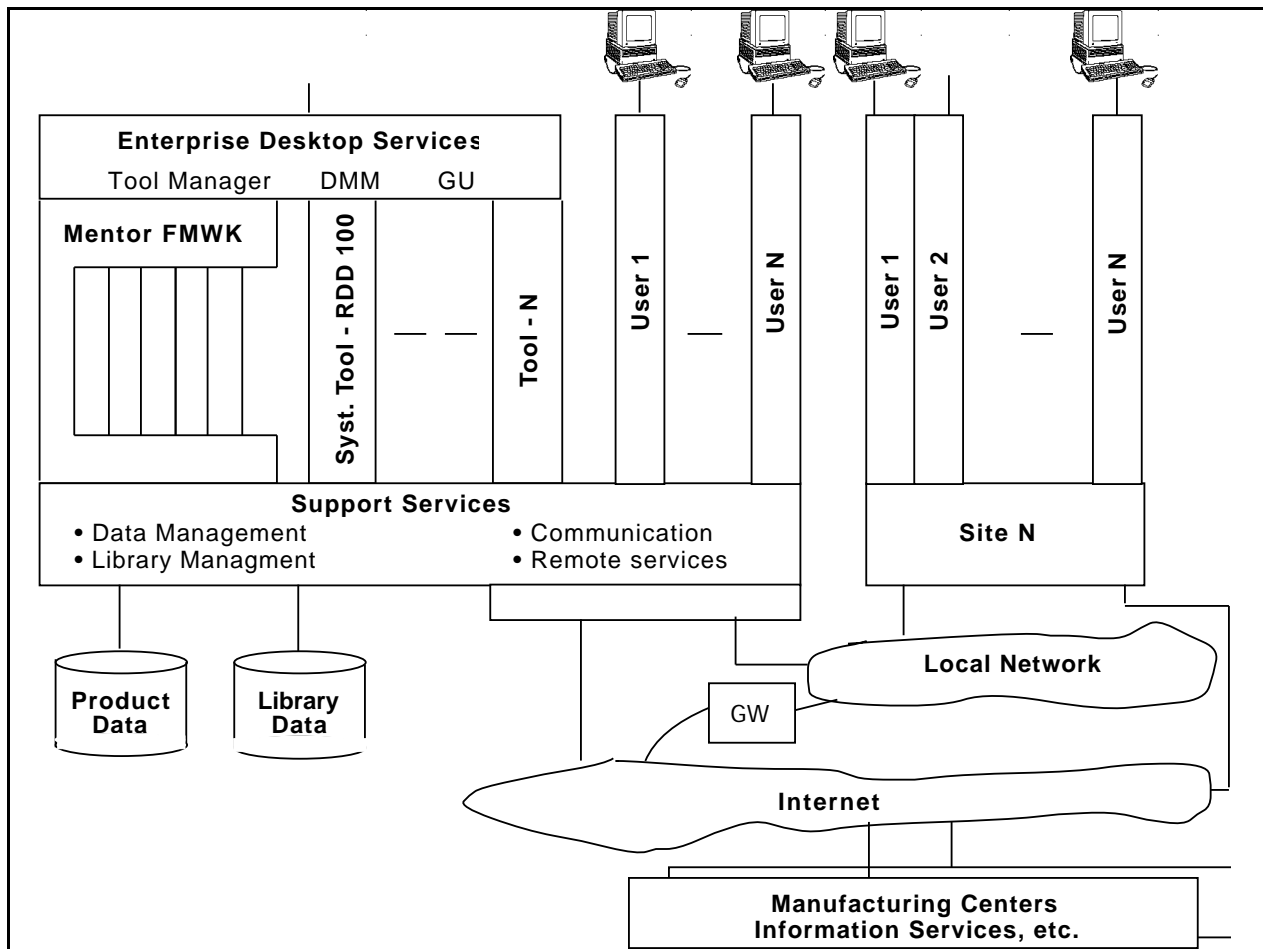 Enterprise Desktop Services
Tool Manager DMM GU
Mentor FMWK
Syst. Tool - RDD 100
Tool - N
User 1
User N
User 1
User 2
User N
Support Services
• Data Management
• Library Managment
• Communication
• Remote services
Site N
Product
Data
Library
Data
Local Network
GW
Internet
Manufacturing Centers
Information Services, etc.